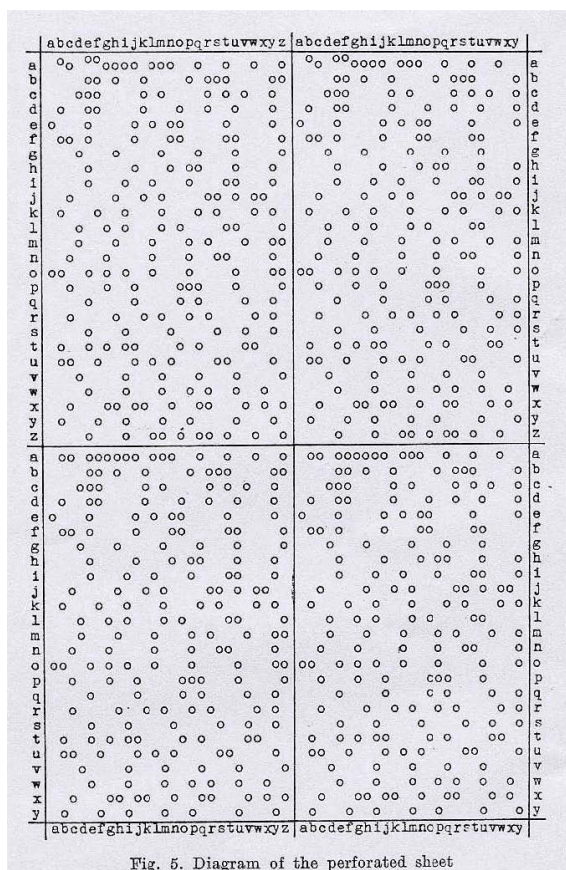 abcdefghijklmnopqrstuvwxyz abcdefghijklmnopqrstuvwxy
a a
b b
c c
d d
e e
f f
g g
h h
i i
j j
k k
l l
m m
n n
o o
p p
q q
r r
s s
t t
u u
v v
w w
x x
y y
z z
a a
b b
c c
d d
e e
f f
g g
h h
i i
j j
k k
l l
m m
n n
o o
p p
q q
r r
s s
t t
u u
v v
w w
x x
y y
abcdefghijklmnopqrstuvwxyz abcdefghijklmnopqrstuvwxy
Fig. 5. Diagram of the perforated sheet